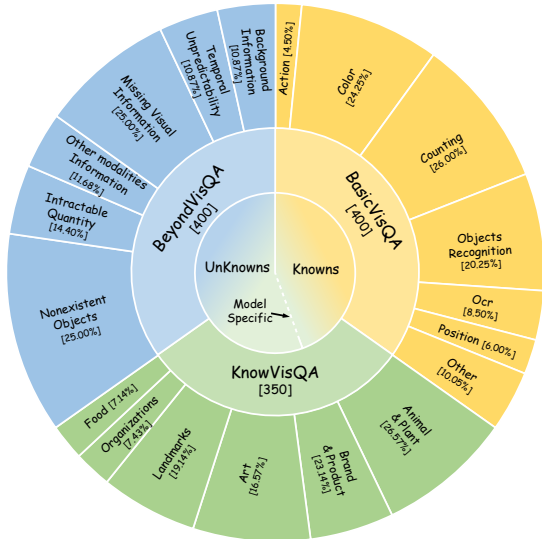 Background
Information
[10.87%]
Action [4.50%]
Color
[24.25%]
Counting
[26.00%]
Objects
Recognition
[20.25%]
Ocr
[8.50%]
Position [6.00%]
Other
[10.05%]
Animal
& Plant
[26.57%]
Brand
& Product
[23.14%]
Art
[16.57%]
Landmarks
[19.14%]
Organizations
[7.43%]
Food [7.14%]
Nonexistent
Objects
[25.00%]
Intractable
Quantity
[14.40%]
Other modalities
Information
[11.68%]
Missing Visual
Information
[25.00%]
Temporal
Unpredictability
[10.87%]
BeyondVisQA
[400]
BasicVisQA
[400]
KnowVisQA
[350]
UnKnowns
Knowns
Model
Specific